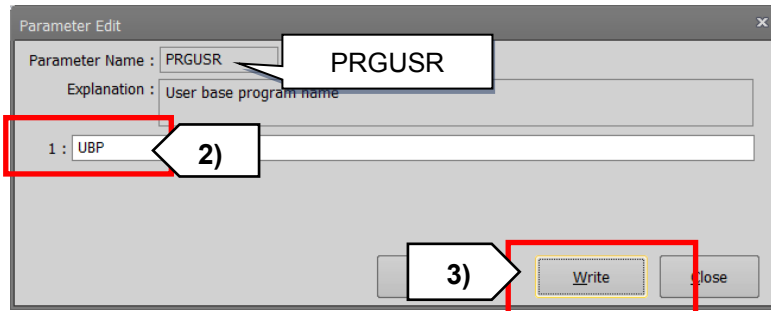 Parameter Edit x
Parameter Name : PRGUSR PRGUSR
Explanation : User base program name
1 : UBP 2)
3) Write Close